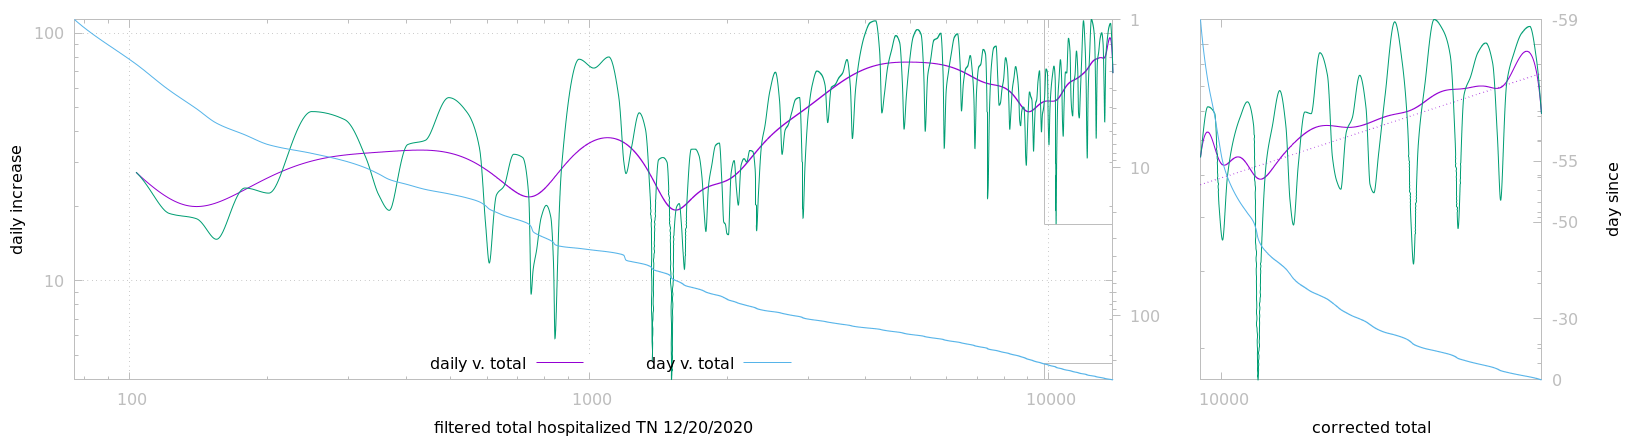 100
10
daily increase
1
10
100
daily v. total
day v. total
100
1000
10000
filtered total hospitalized TN 12/20/2020
-59
-55
-50
-30
0
day since
10000
corrected total